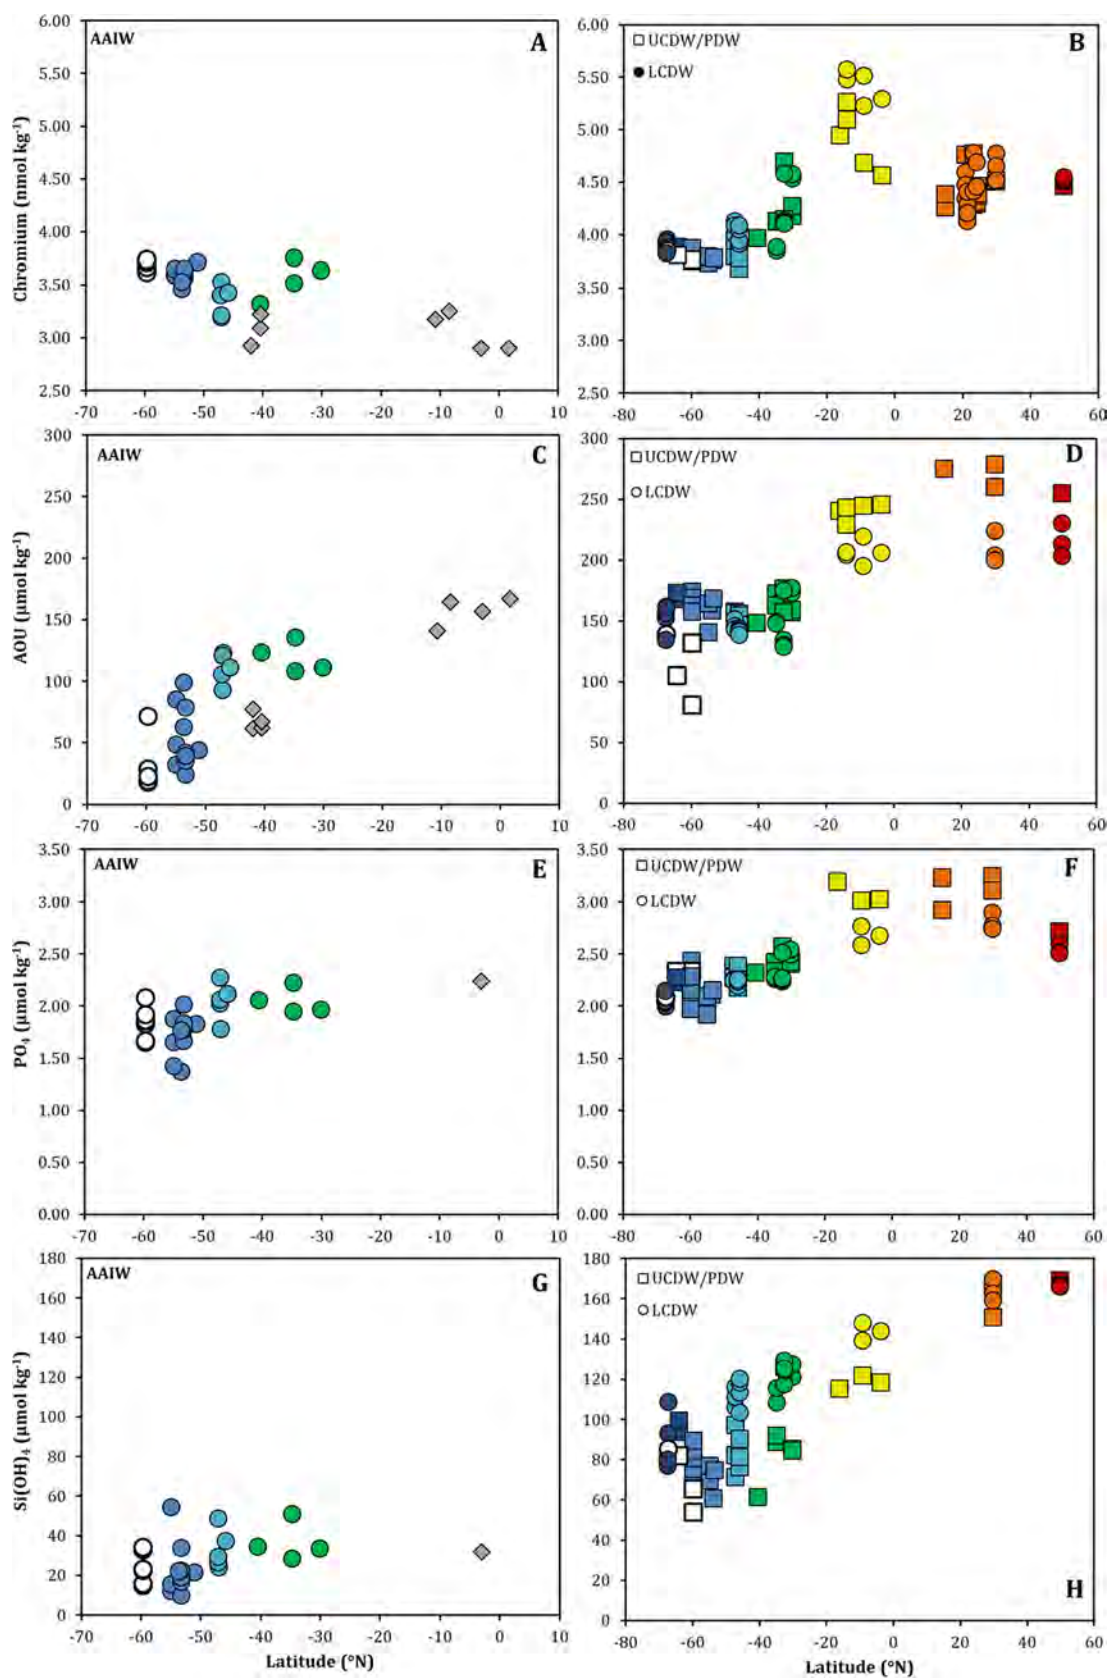 AAIW
A
6.00
5.50
5.00
4.50
4.00
3.50
3.00
2.50
Chromium (nmol kg⁻¹)
-70 -60 -50 -40 -30 -20 -10 0 10
B
□ UCDW/PDW
● LCDW
6.00
5.50
5.00
4.50
4.00
3.50
3.00
2.50
-80 -60 -40 -20 0 20 40 60
AAIW
C
300
250
200
150
100
50
0
AOU (µmol kg⁻¹)
-70 -60 -50 -40 -30 -20 -10 0 10
D
□ UCDW/PDW
○ LCDW
300
250
200
150
100
50
0
-80 -60 -40 -20 0 20 40 60
AAIW
E
3.50
3.00
2.50
2.00
1.50
1.00
0.50
0.00
PO₄ (µmol kg⁻¹)
-70 -60 -50 -40 -30 -20 -10 0 10
F
□ UCDW/PDW
○ LCDW
3.50
3.00
2.50
2.00
1.50
1.00
0.50
0.00
-80 -60 -40 -20 0 20 40 60
AAIW
G
180
160
140
120
100
80
60
40
20
0
Si(OH)₄ (µmol kg⁻¹)
-70 -60 -50 -40 -30 -20 -10 0 10
Latitude (°N)
□ UCDW/PDW
○ LCDW
H
180
160
140
120
100
80
60
40
20
0
-80 -60 -40 -20 0 20 40 60
Latitude (°N)